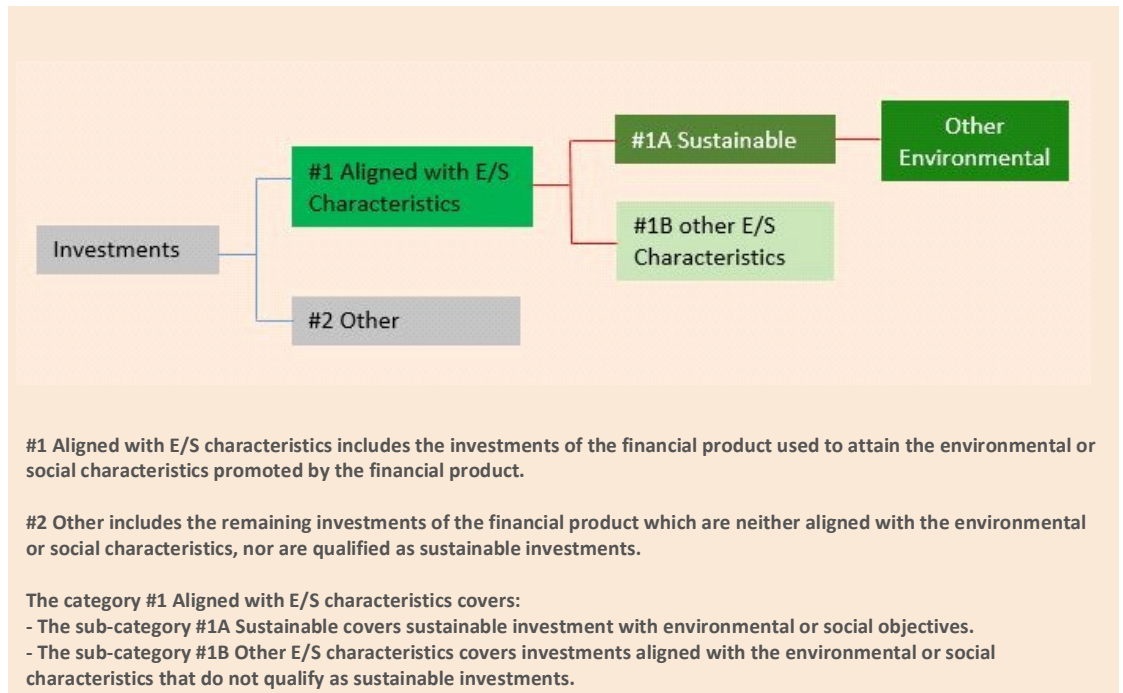 Other
Environmental
#1A Sustainable
#1 Aligned with E/S
Characteristics
#1B other E/S
Characteristics
Investments
#2 Other
#1 Aligned with E/S characteristics includes the investments of the financial product used to attain the environmental or
social characteristics promoted by the financial product.
#2 Other includes the remaining investments of the financial product which are neither aligned with the environmental
or social characteristics, nor are qualified as sustainable investments.
The category #1 Aligned with E/S characteristics covers:
- The sub-category #1A Sustainable covers sustainable investment with environmental or social objectives.
- The sub-category #1B Other E/S characteristics covers investments aligned with the environmental or social
characteristics that do not qualify as sustainable investments.